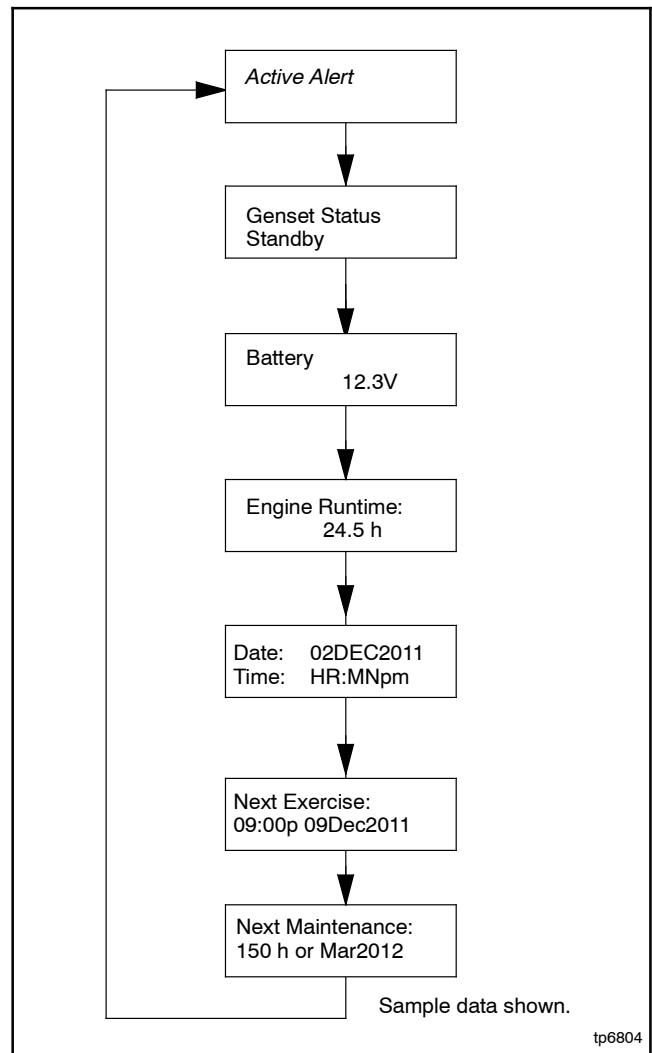 Active Alert
Genset Status
Standby
Battery
12.3V
Engine Runtime:
24.5 h
Date: 02DEC2011
Time: HR:MNpm
Next Exercise:
09:00p 09Dec2011
Next Maintenance:
150 h or Mar2012
Sample data shown.
tp6804